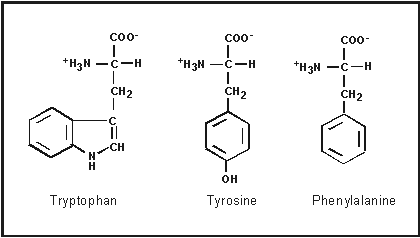 COO⁻
⁺H₃N—C—H
CH₂
C
CH
N
H
Tryptophan
COO⁻
⁺H₃N—C—H
CH₂
OH
Tyrosine
COO⁻
⁺H₃N—C—H
CH₂
Phenylalanine